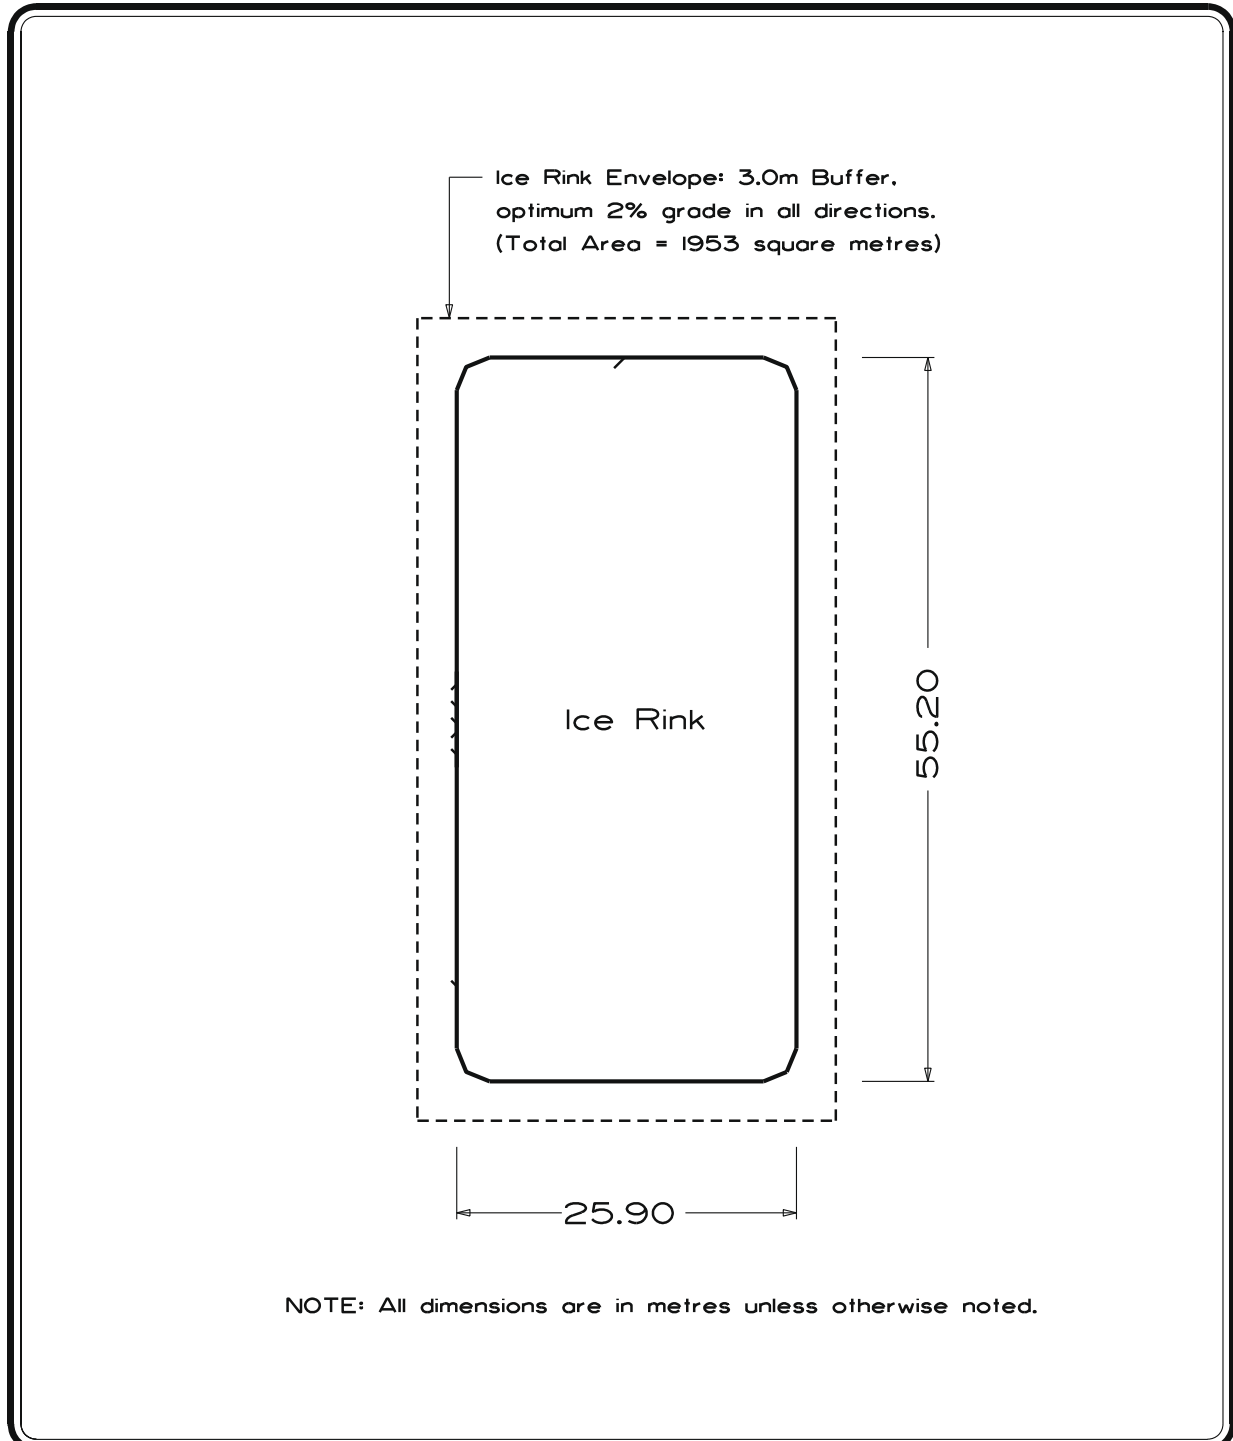 Ice Rink Envelope: 3.0m Buffer,
optimum 2% grade in all directions.
(Total Area = 1953 square metres)
Ice Rink
55.20
25.90
NOTE: All dimensions are in metres unless otherwise noted.